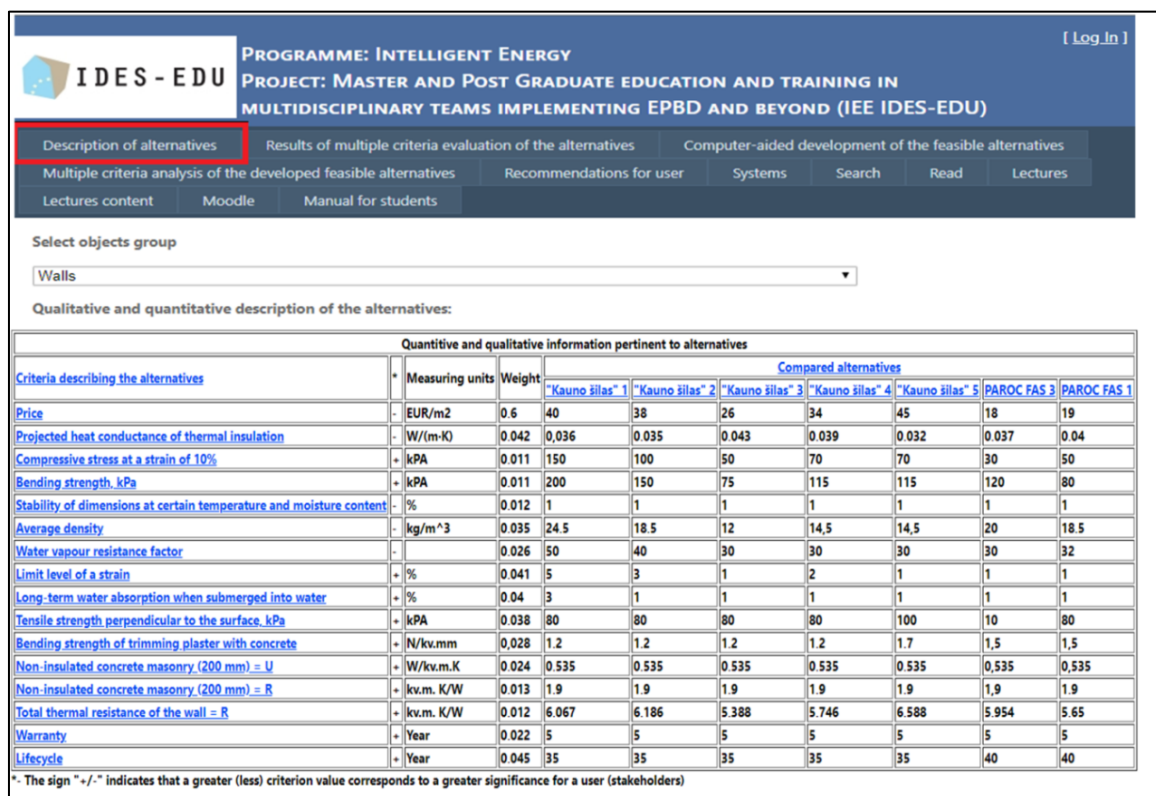 [ Log In ]
IDES-EDU
PROGRAMME: INTELLIGENT ENERGY
PROJECT: MASTER AND POST GRADUATE EDUCATION AND TRAINING IN
MULTIDISCIPLINARY TEAMS IMPLEMENTING EPBD AND BEYOND (IEE IDES-EDU)
Description of alternatives Results of multiple criteria evaluation of the alternatives Computer-aided development of the feasible alternatives
Multiple criteria analysis of the developed feasible alternatives Recommendations for user Systems Search Read Lectures
Lectures content Moodle Manual for students
Select objects group
Walls
Qualitative and quantitative description of the alternatives:
Quantitive and qualitative information pertinent to alternatives
Criteria describing the alternatives * Measuring units Weight Compared alternatives
"Kauno šilas" 1 "Kauno šilas" 2 "Kauno šilas" 3 "Kauno šilas" 4 "Kauno šilas" 5 PAROC FAS 3 PAROC FAS 1
Price - EUR/m2 0.6 40 38 26 34 45 18 19
Projected heat conductance of thermal insulation - W/(m·K) 0.042 0,036 0.035 0.043 0.039 0.032 0.037 0.04
Compressive stress at a strain of 10% + kPA 0.011 150 100 50 70 70 30 50
Bending strength, kPa + kPA 0.011 200 150 75 115 115 120 80
Stability of dimensions at certain temperature and moisture content - % 0.012 1 1 1 1 1 1 1
Average density - kg/m^3 0.035 24.5 18.5 12 14,5 14,5 20 18.5
Water vapour resistance factor - 0.026 50 40 30 30 30 30 32
Limit level of a strain + % 0.041 5 3 1 2 1 1 1
Long-term water absorption when submerged into water + % 0.04 3 1 1 1 1 1 1
Tensile strength perpendicular to the surface, kPa + kPA 0.038 80 80 80 80 100 10 80
Bending strength of trimming plaster with concrete + N/kv.mm 0,028 1.2 1.2 1.2 1.2 1.7 1,5 1,5
Non-insulated concrete masonry (200 mm) = U + W/kv.m.K 0.024 0.535 0.535 0.535 0.535 0.535 0,535 0,535
Non-insulated concrete masonry (200 mm) = R + kv.m. K/W 0.013 1.9 1.9 1.9 1.9 1.9 1,9 1.9
Total thermal resistance of the wall = R + kv.m. K/W 0.012 6.067 6.186 5.388 5.746 6.588 5.954 5.65
Warranty + Year 0.022 5 5 5 5 5 5 5
Lifecycle + Year 0.045 35 35 35 35 35 40 40
*- The sign "+/-" indicates that a greater (less) criterion value corresponds to a greater significance for a user (stakeholders)